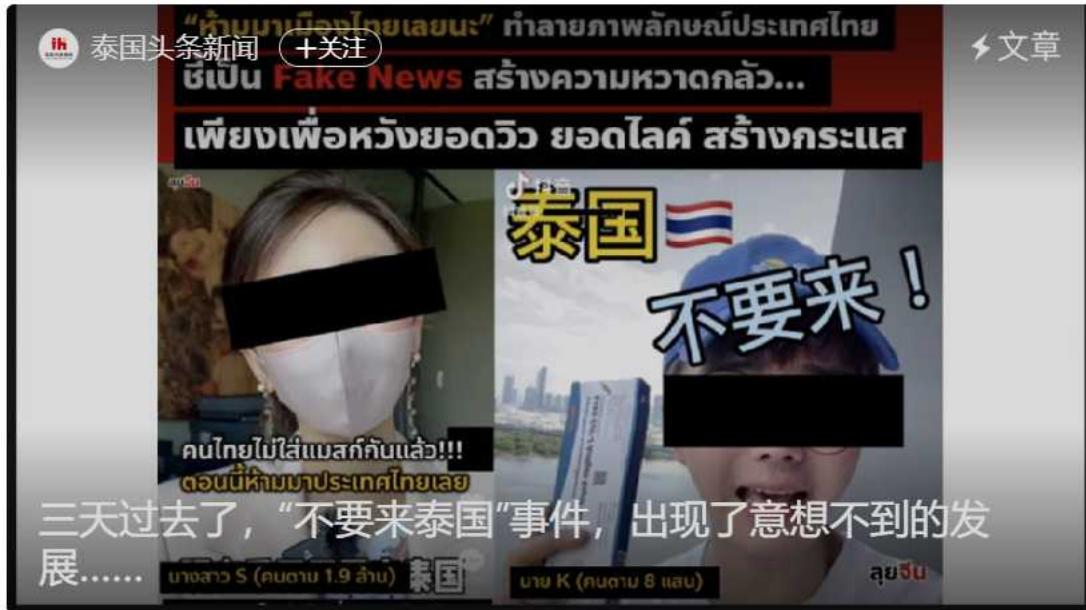 "ห้ามมาเมืองไทยเลยนะ" ทำลายภาพลักษณ์ประเทศไทย
ih
泰国头条新闻
+关注
文章
ชี้เป็น Fake News สร้างความหวาดกลัว...
เพียงเพื่อหวังยอดวิว ยอดไลค์ สร้างกระแส
ลุยจีน
抖音
泰国
不要来！
คนไทยไม่ใส่แมสก์กันแล้ว!!!
ตอนนี้ห้ามมาประเทศไทยเลย
三天过去了，“不要来泰国”事件，出现了意想不到的发
展......
นางสาว S (คนตาม 1.9 ล้าน)
泰国
นาย K (คนตาม 8 แสน)
ลุยจีน